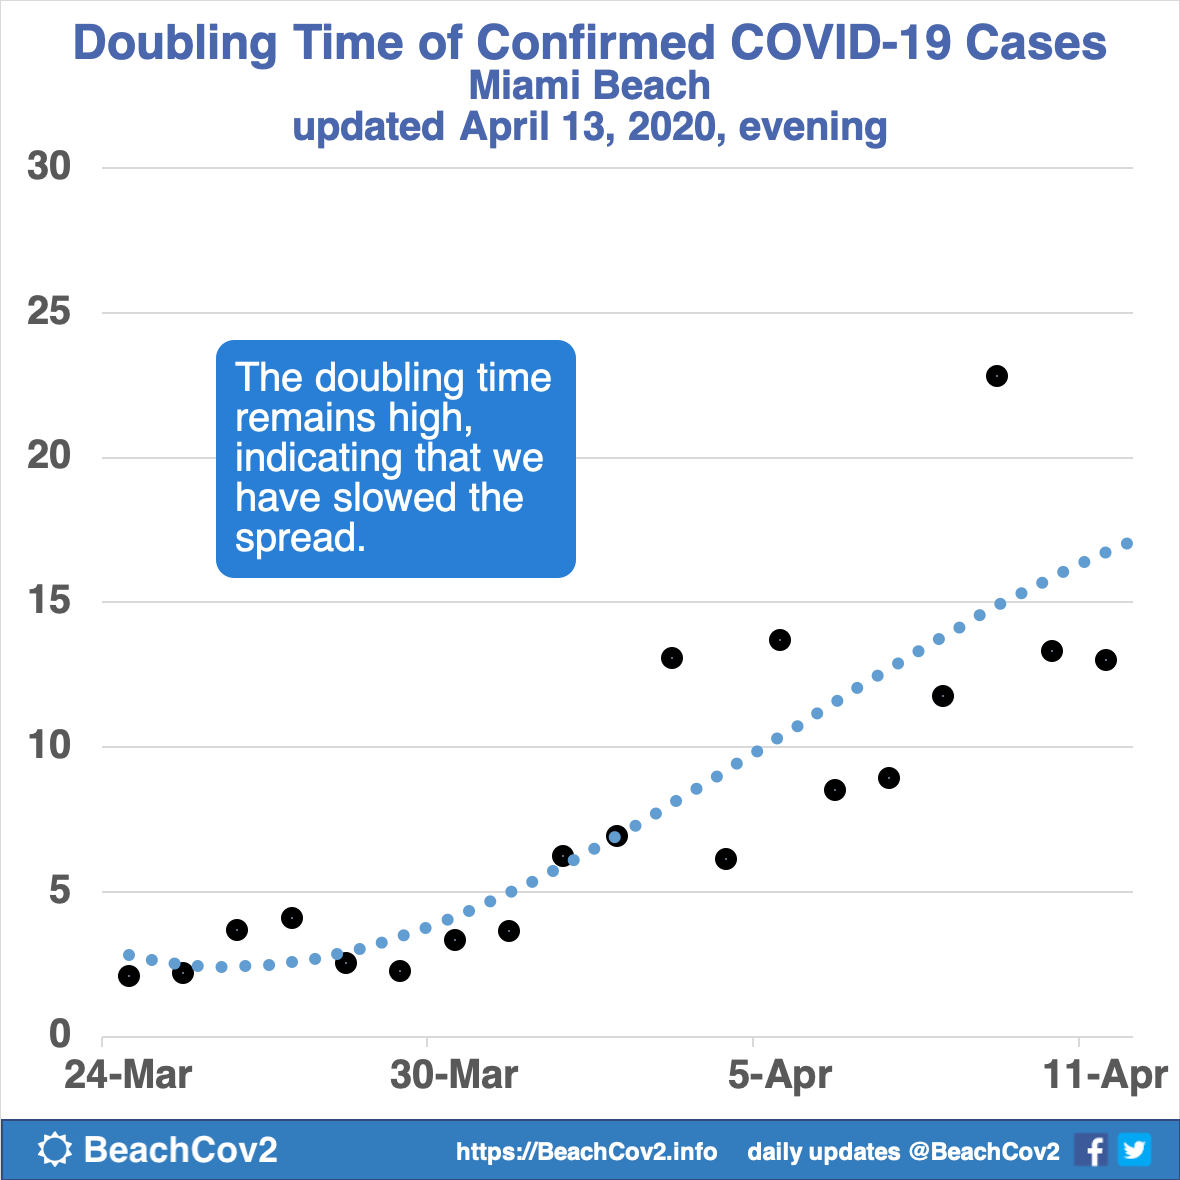 Doubling Time of Confirmed COVID-19 Cases
Miami Beach
updated April 13, 2020, evening
30
25
20
15
10
5
0
The doubling time
remains high,
indicating that we
have slowed the
spread.
24-Mar 30-Mar 5-Apr 11-Apr
BeachCov2 https://BeachCov2.info daily updates @BeachCov2